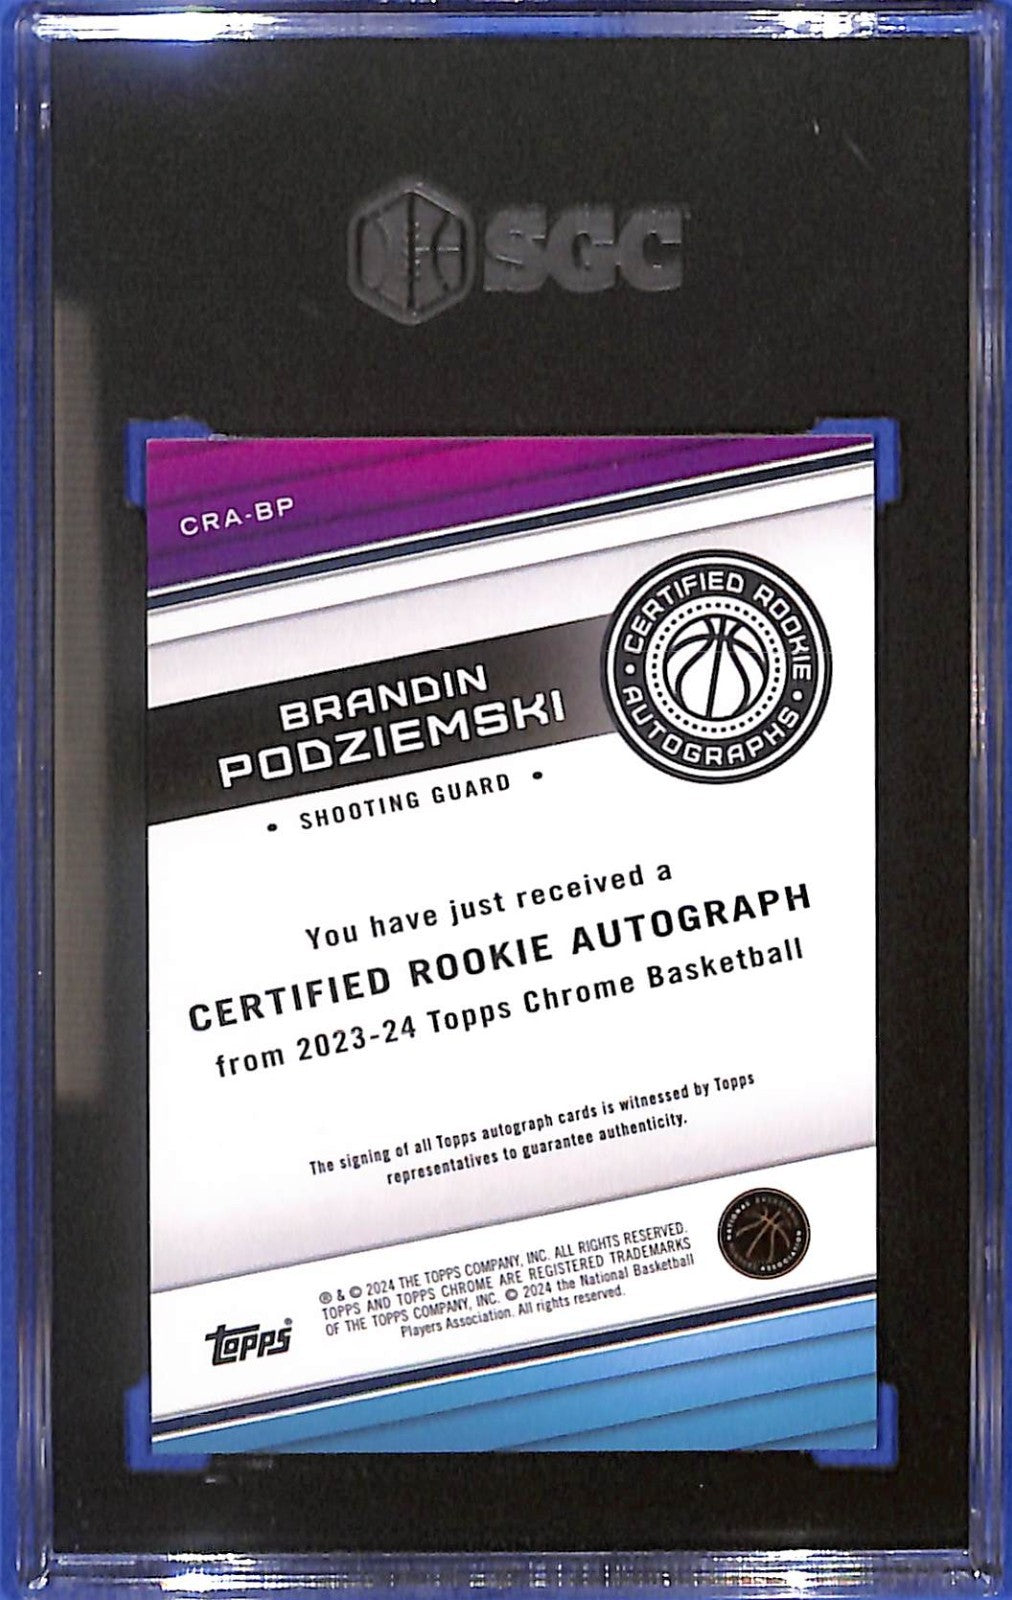 SGC
CRA-BP
CERTIFIED ROOKIE
• AUTOGRAPHS •
BRANDIN
PODZIEMSKI
• SHOOTING GUARD •
You have just received a
CERTIFIED ROOKIE AUTOGRAPH
from 2023-24 Topps Chrome Basketball
The signing of all Topps autograph cards is witnessed by Topps
representatives to guarantee authenticity.
® & © 2024 THE TOPPS COMPANY, INC. ALL RIGHTS RESERVED.
TOPPS AND TOPPS CHROME ARE REGISTERED TRADEMARKS
OF THE TOPPS COMPANY, INC. © 2024 the National Basketball
Players Association. All rights reserved.
topps®
NATIONAL BASKETBALL
ASSOCIATION